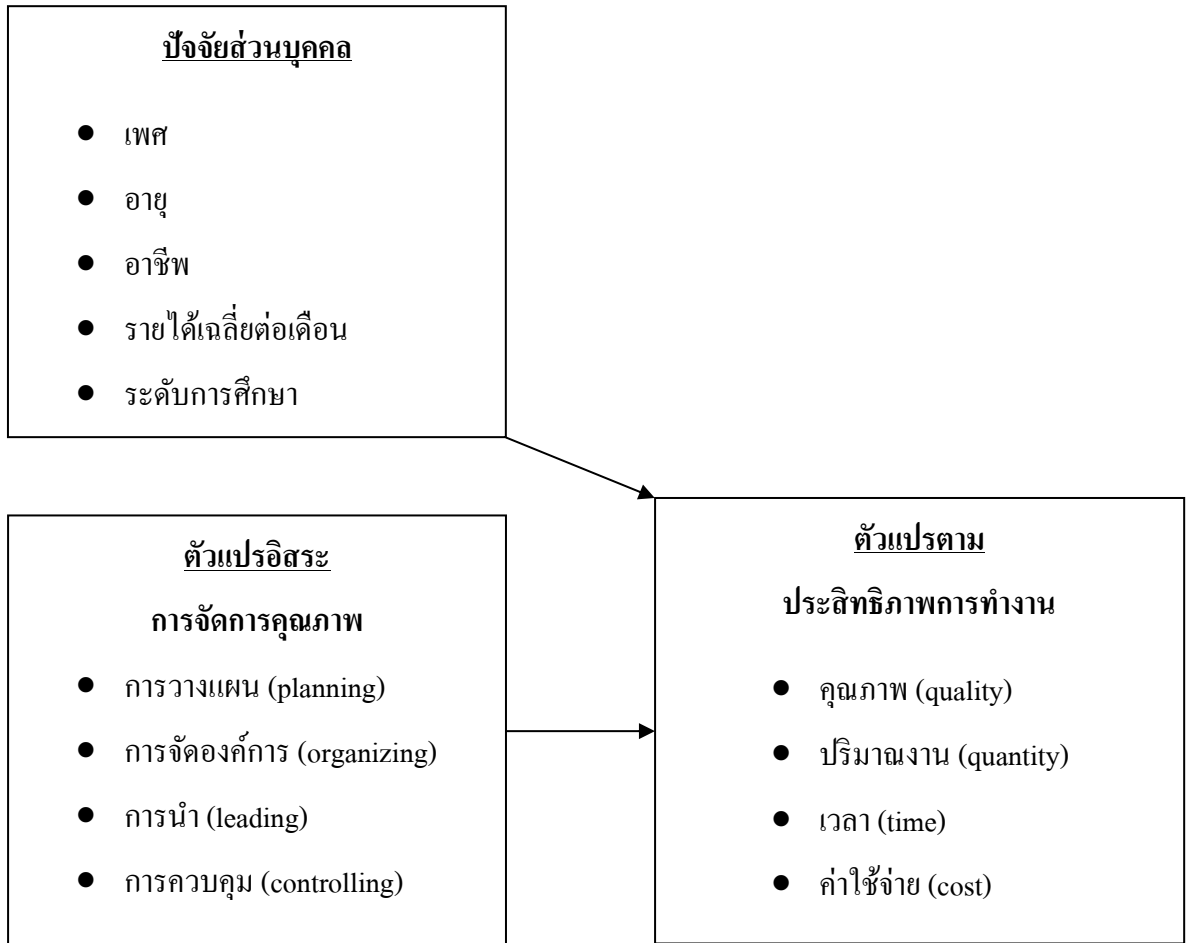 ปัจจัยส่วนบุคคล
● เพศ
● อายุ
● อาชีพ
● รายได้เฉลี่ยต่อเดือน
● ระดับการศึกษา
ตัวแปรอิสระ
การจัดการคุณภาพ
● การวางแผน (planning)
● การจัดองค์การ (organizing)
● การนำ (leading)
● การควบคุม (controlling)
ตัวแปรตาม
ประสิทธิภาพการทำงาน
● คุณภาพ (quality)
● ปริมาณงาน (quantity)
● เวลา (time)
● ค่าใช้จ่าย (cost)